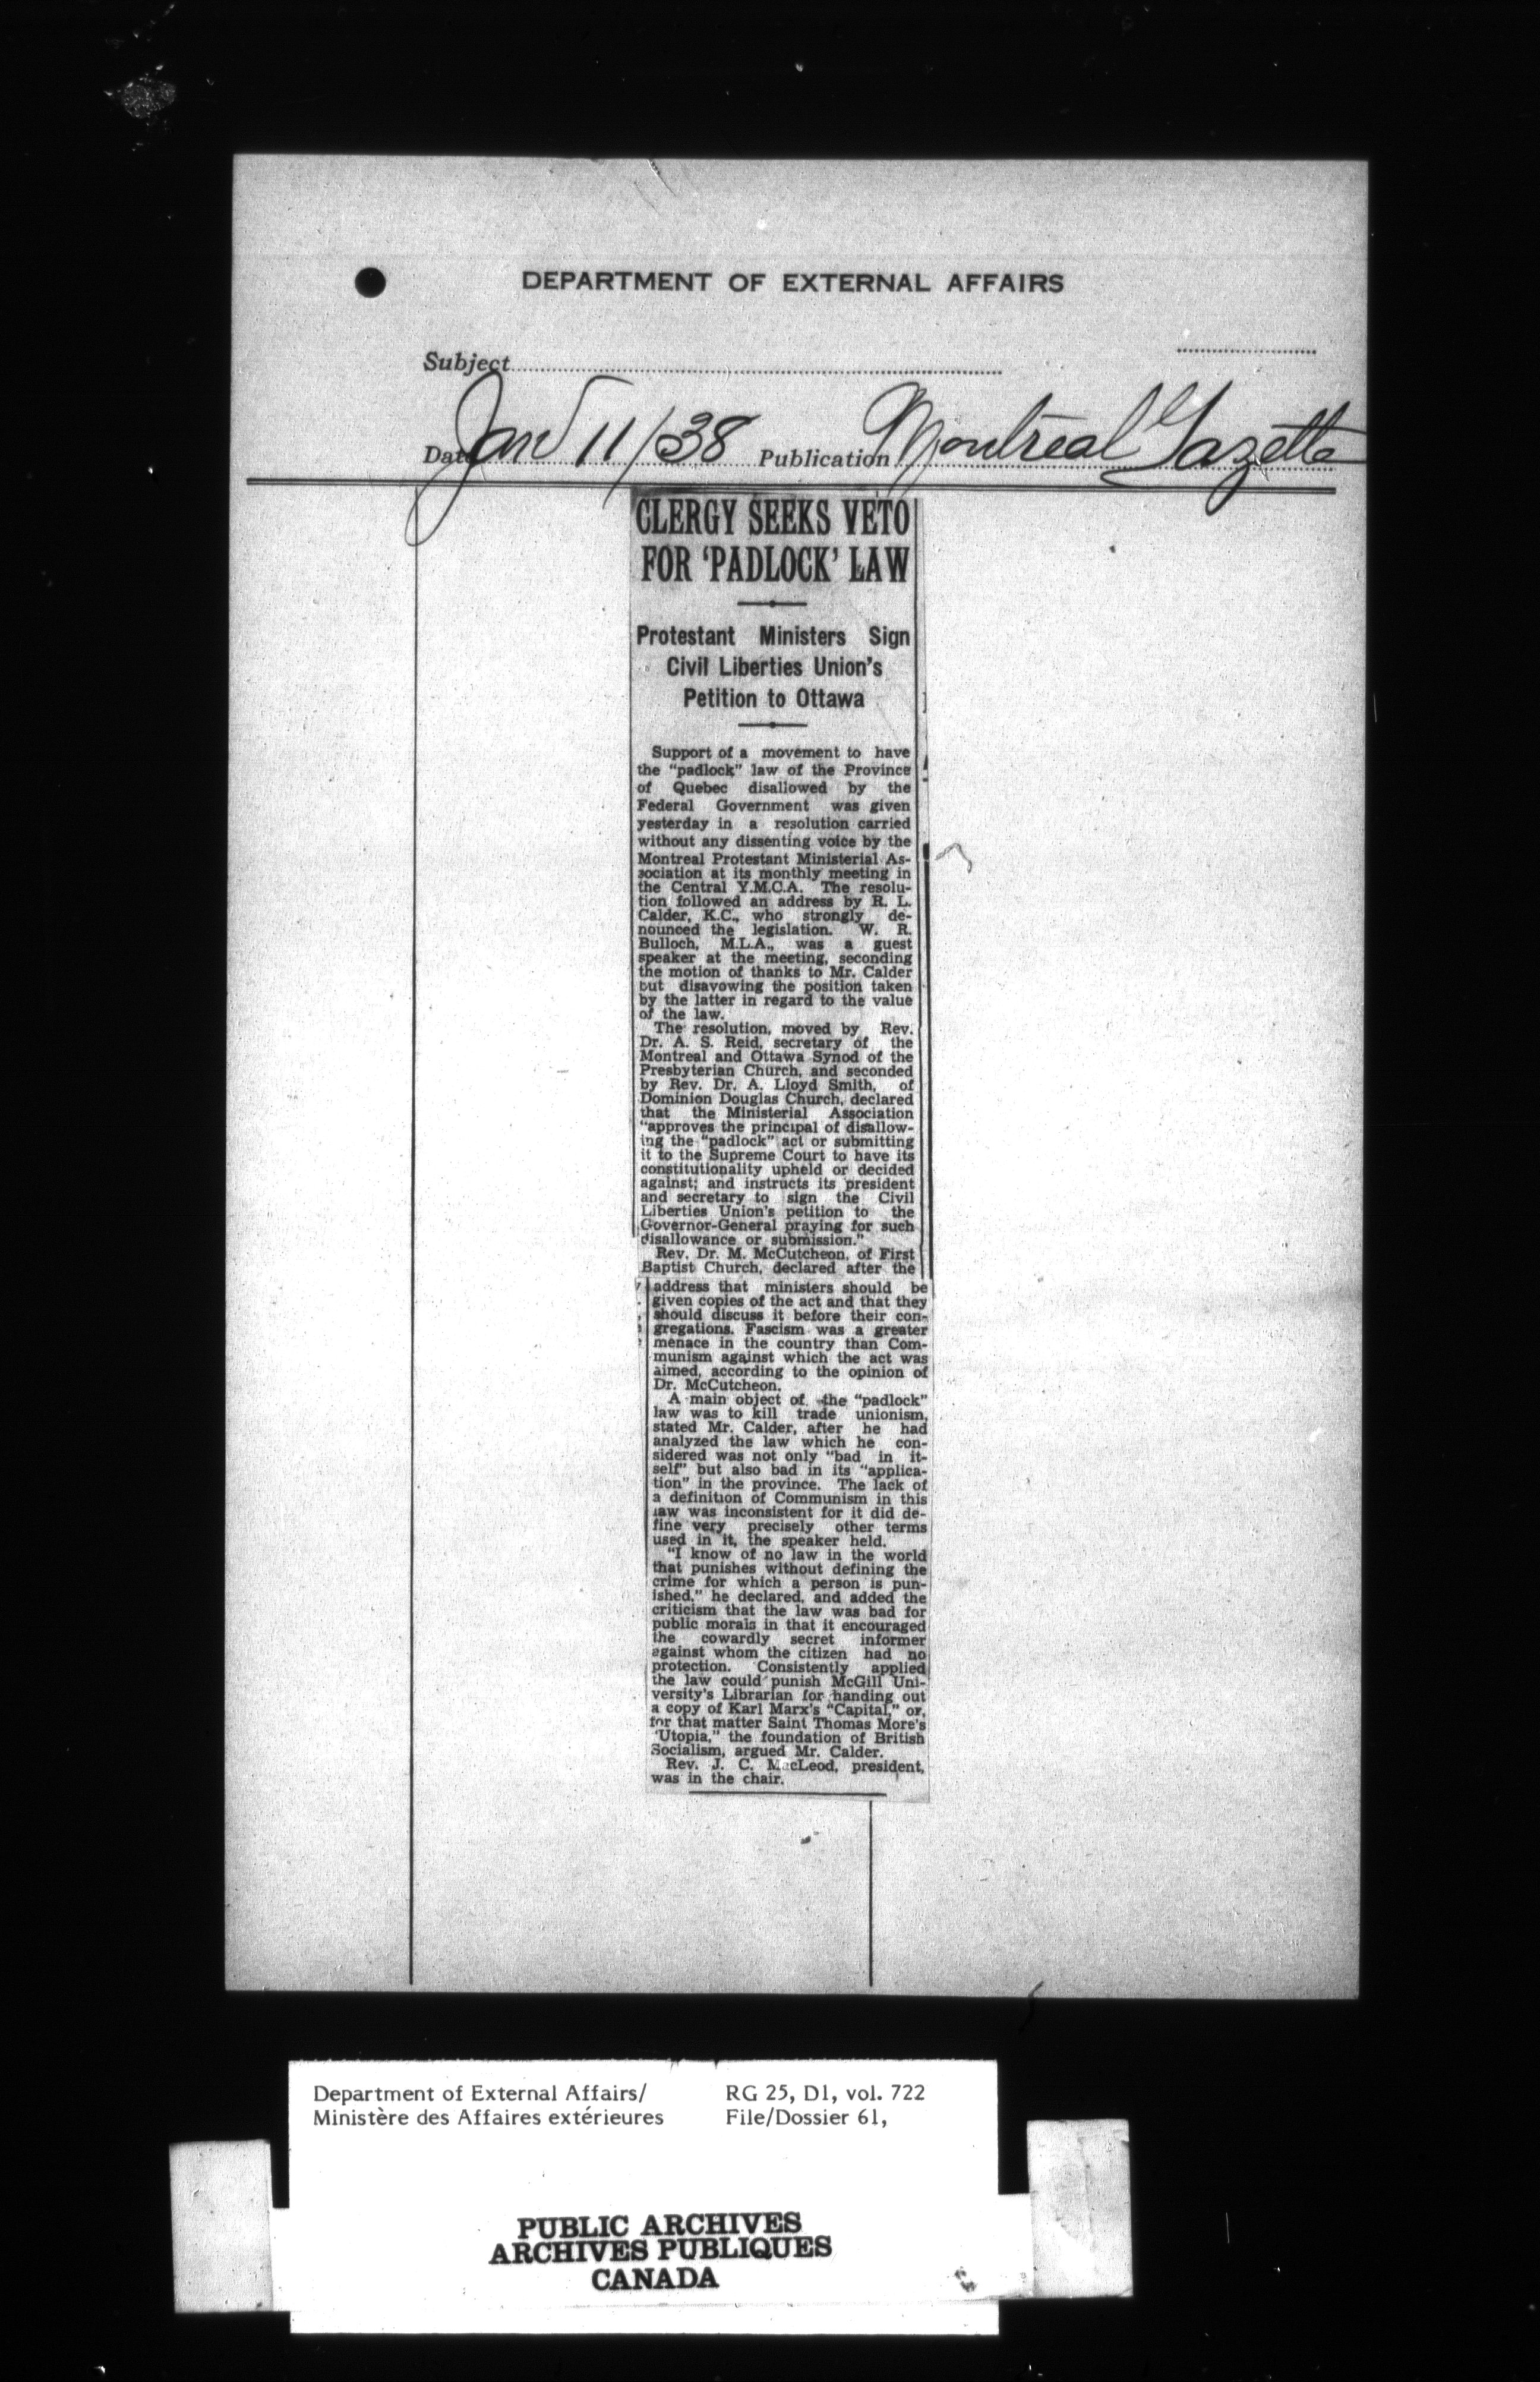 DEPARTMENT OF EXTERNAL AFFAIRS
Subject
Date Jan 11/38 Publication Montreal Gazette
CLERGY SEEKS VETO
FOR 'PADLOCK' LAW
Protestant Ministers Sign
Civil Liberties Union's
Petition to Ottawa
Support of a movement to have
the "padlock" law of the Province
of Quebec disallowed by the
Federal Government was given
yesterday in a resolution carried
without any dissenting voice by the
Montreal Protestant Ministerial As-
sociation at its monthly meeting in
the Central Y.M.C.A. The resolu-
tion followed an address by R. L.
Calder, K.C., who strongly de-
nounced the legislation. W. R.
Bulloch, M.L.A., was a guest
speaker at the meeting, seconding
the motion of thanks to Mr. Calder
but disavowing the position taken
by the latter in regard to the value
of the law.
The resolution, moved by Rev.
Dr. A. S. Reid, secretary of the
Montreal and Ottawa Synod of the
Presbyterian Church, and seconded
by Rev. Dr. A. Lloyd Smith, of
Dominion Douglas Church, declared
that the Ministerial Association
"approves the principal of disallow-
ing the "padlock" act or submitting
it to the Supreme Court to have its
constitutionality upheld or decided
against; and instructs its president
and secretary to sign the Civil
Liberties Union's petition to the
Governor-General praying for such
disallowance or submission."
Rev. Dr. M. McCutcheon, of First
Baptist Church, declared after the
address that ministers should be
given copies of the act and that they
should discuss it before their con-
gregations. Fascism was a greater
menace in the country than Com-
munism against which the act was
aimed, according to the opinion of
Dr. McCutcheon.
A main object of the "padlock"
law was to kill trade unionism,
stated Mr. Calder, after he had
analyzed the law which he con-
sidered was not only "bad in it-
self" but also bad in its "applica-
tion" in the province. The lack of
a definition of Communism in this
law was inconsistent for it did de-
fine very precisely other terms
used in it, the speaker held.
"I know of no law in the world
that punishes without defining the
crime for which a person is pun-
ished," he declared, and added the
criticism that the law was bad for
public morals in that it encouraged
the cowardly secret informer
against whom the citizen had no
protection. Consistently applied
the law could punish McGill Uni-
versity's Librarian for handing out
a copy of Karl Marx's "Capital," or,
for that matter Saint Thomas More's
"Utopia," the foundation of British
Socialism, argued Mr. Calder.
Rev. J. C. MacLeod, president,
was in the chair.
Department of External Affairs/ RG 25, D1, vol. 722
Ministère des Affaires extérieures File/Dossier 61,
PUBLIC ARCHIVES
ARCHIVES PUBLIQUES
CANADA